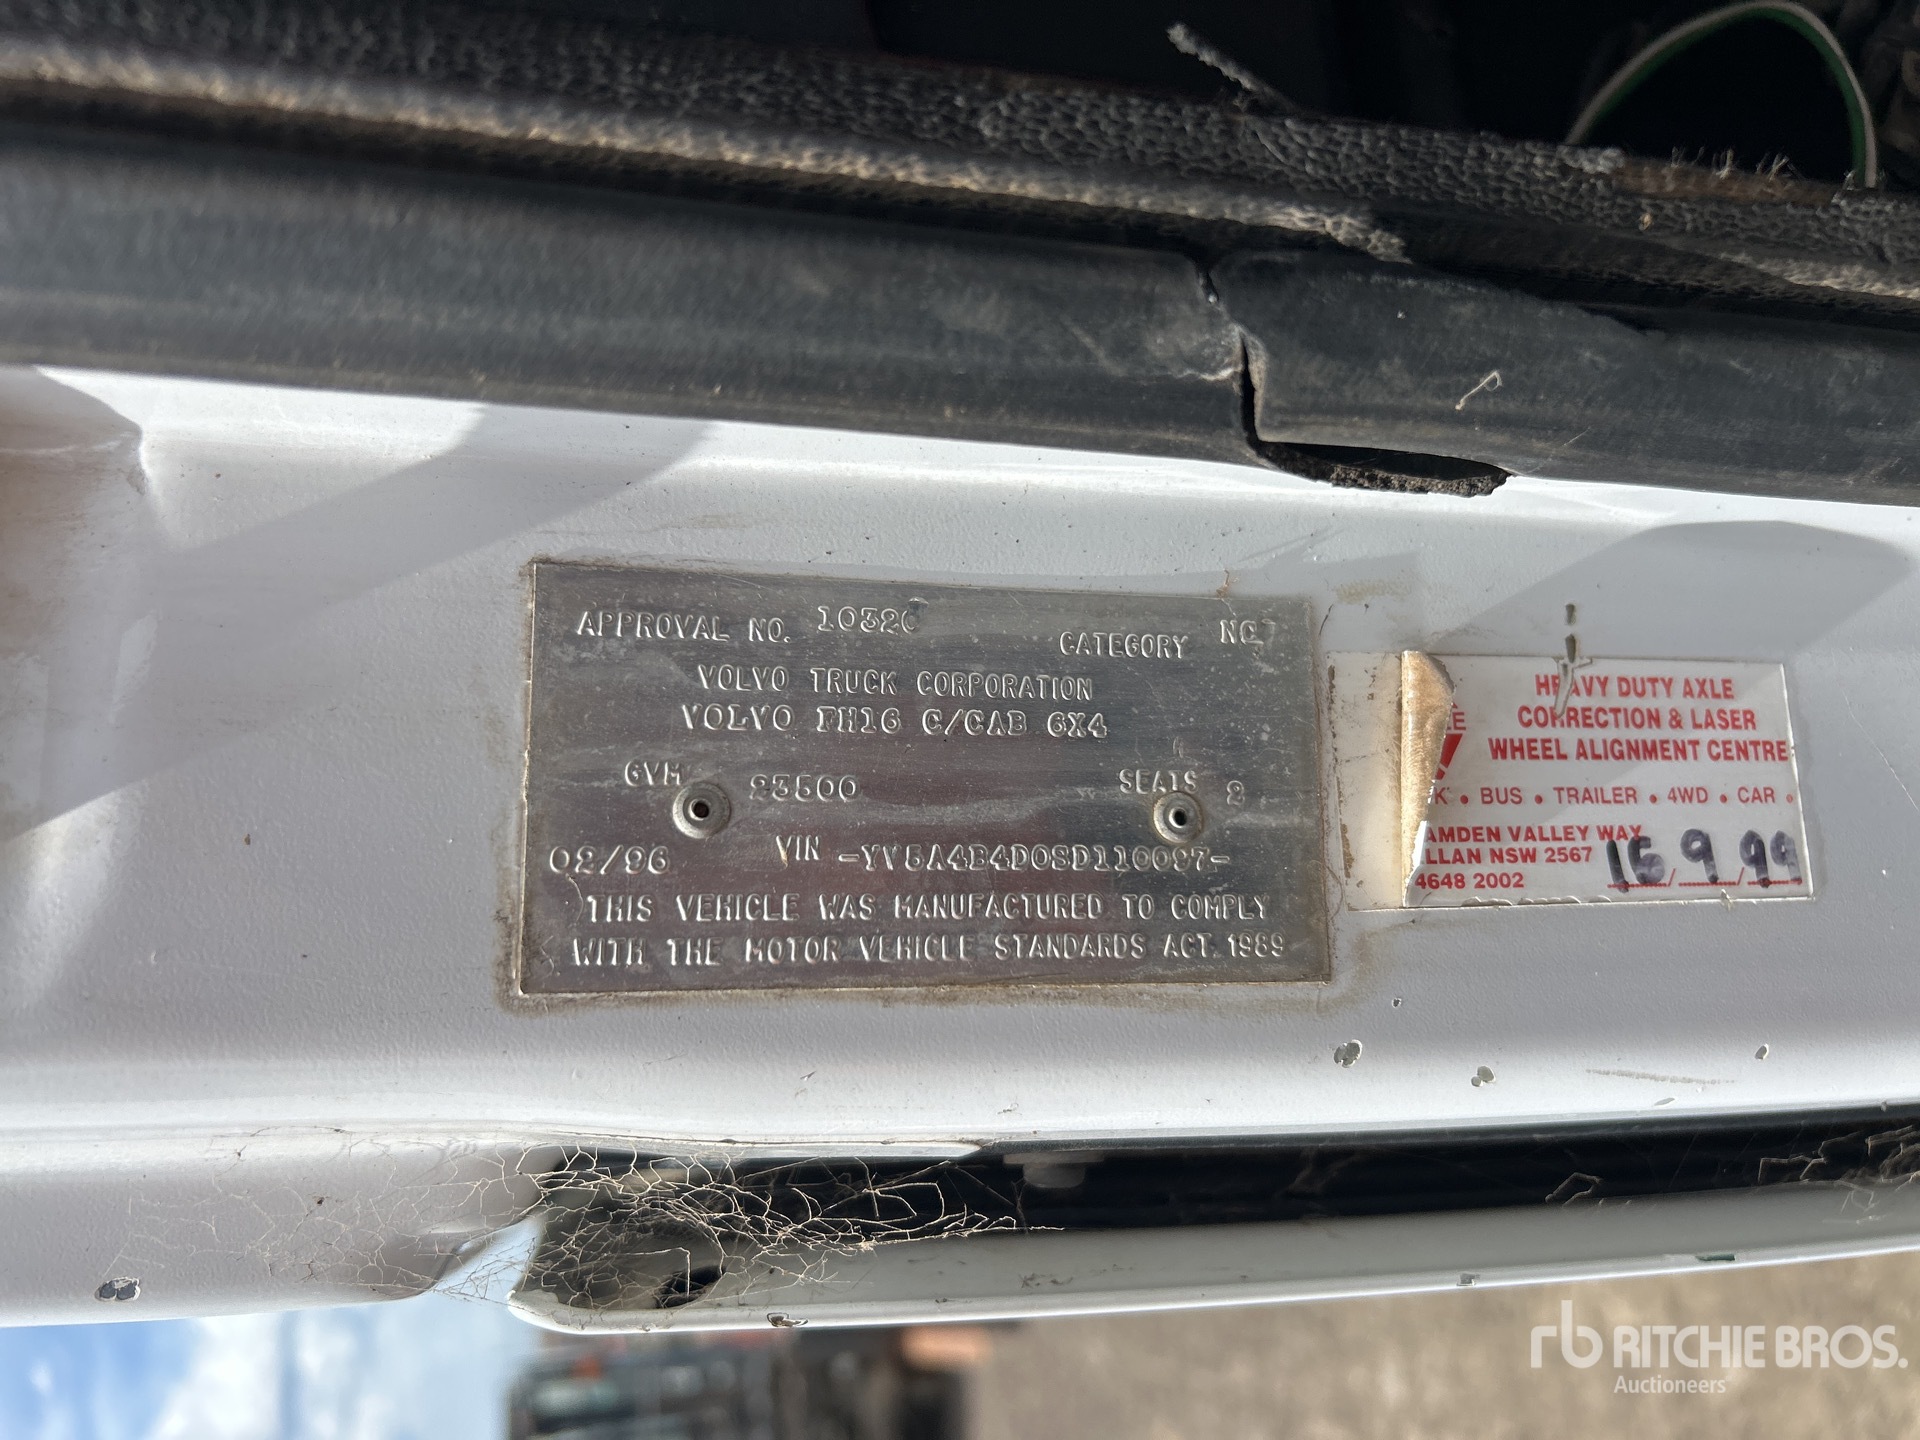 APPROVAL NO. 10320 CATEGORY NC
VOLVO TRUCK CORPORATION
VOLVO FH16 C/CAB 6X4
GVM 23500 SEATS 2
02/96 VIN -YV5A4B4D0SD110097-
THIS VEHICLE WAS MANUFACTURED TO COMPLY
WITH THE MOTOR VEHICLE STANDARDS ACT 1989
HEAVY DUTY AXLE
CORRECTION & LASER
WHEEL ALIGNMENT CENTRE
K • BUS • TRAILER • 4WD • CAR •
AMDEN VALLEY WAY
LLAN NSW 2567
4648 2002
16/9/99
rb RITCHIE BROS.
Auctioneers